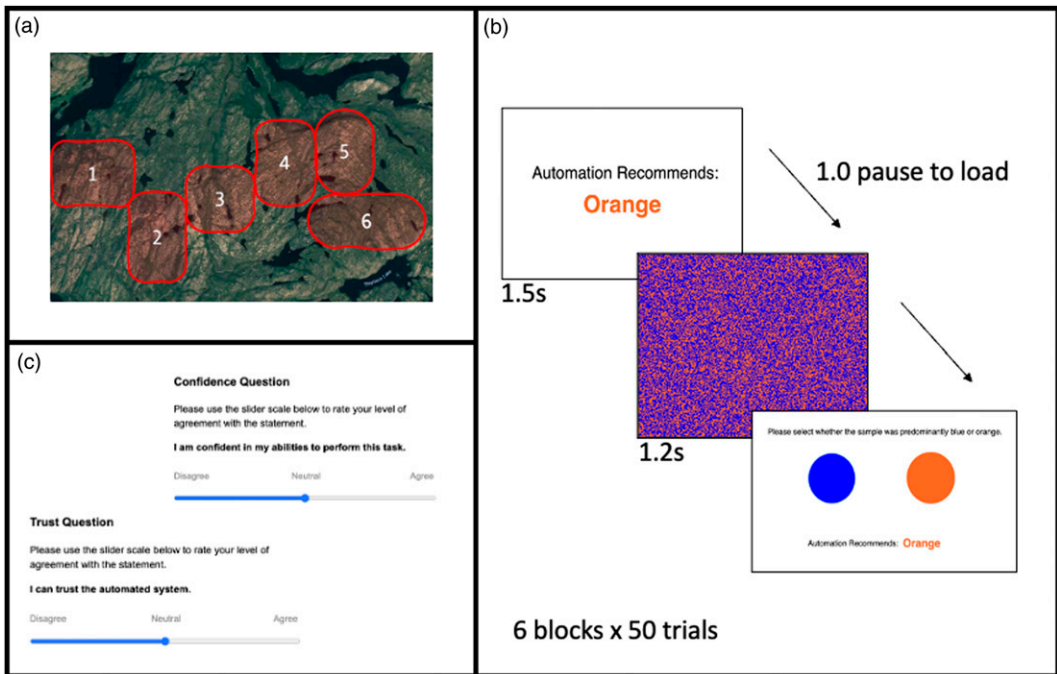 (a)
1
2
3
4
5
6
(b)
Automation Recommends:
Orange
1.5s
1.0 pause to load
1.2s
Please select whether the sample was predominantly blue or orange.
Automation Recommends: Orange
6 blocks x 50 trials
(c)
Confidence Question
Please use the slider scale below to rate your level of
agreement with the statement.
I am confident in my abilities to perform this task.
Disagree Neutral Agree
Trust Question
Please use the slider scale below to rate your level of
agreement with the statement.
I can trust the automated system.
Disagree Neutral Agree